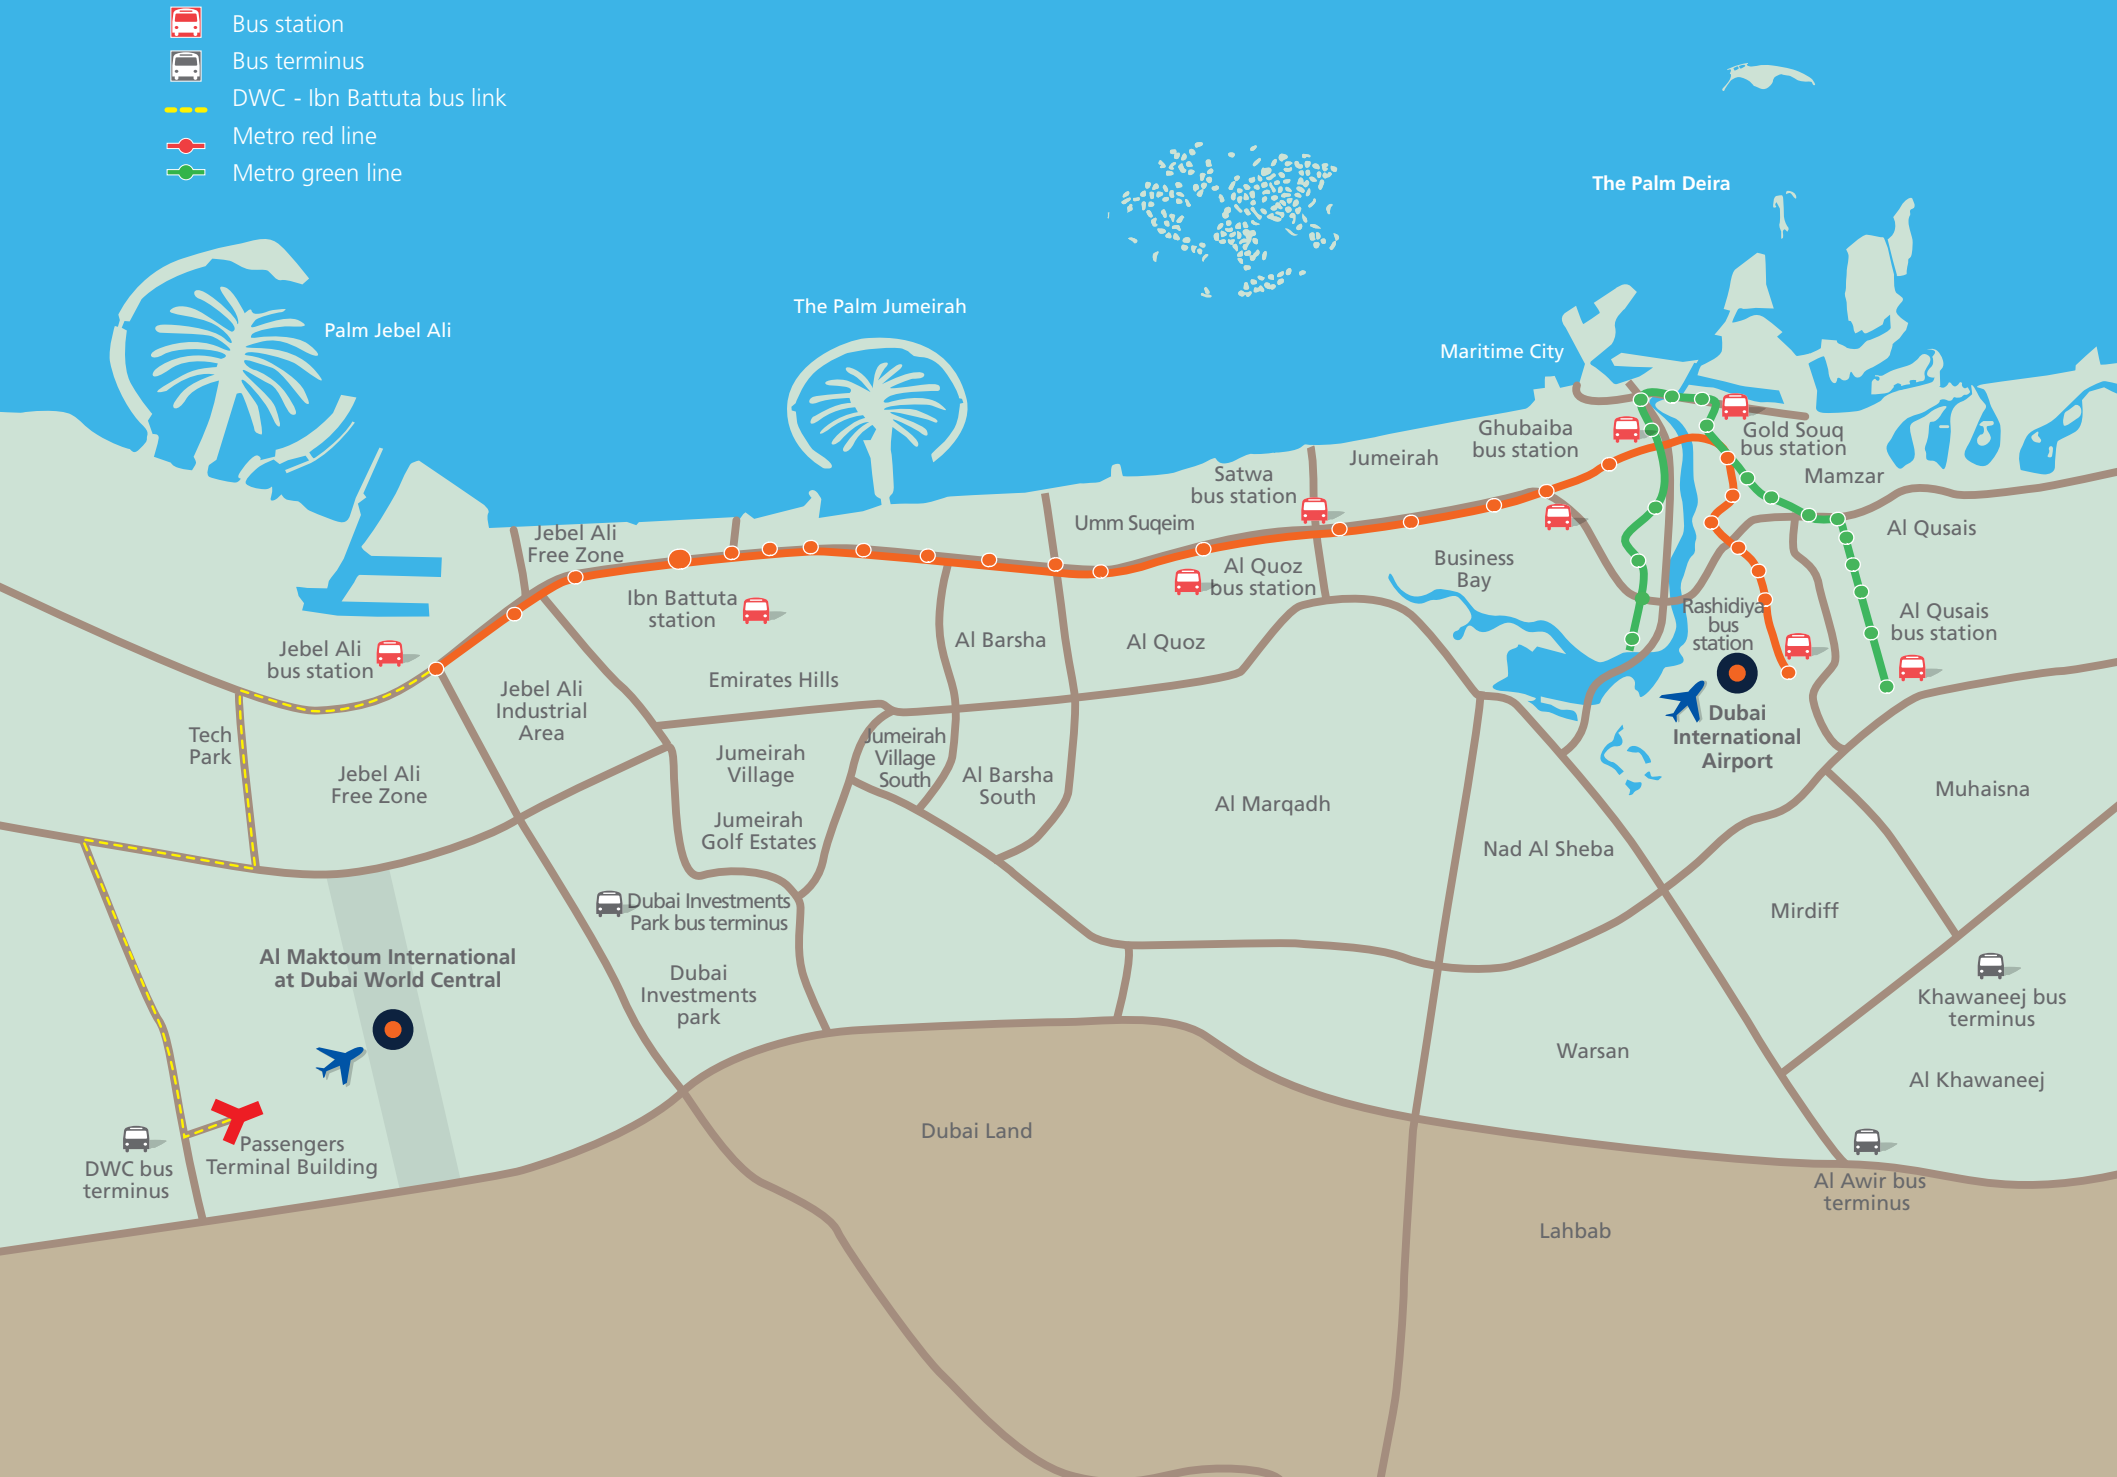 Bus station
Bus terminus
DWC - Ibn Battuta bus link
Metro red line
Metro green line
The Palm Deira
The Palm Jumeirah
Palm Jebel Ali
Maritime City
Ghubaiba
bus station
Gold Souq
bus station
Jumeirah
Satwa
bus station
Mamzar
Umm Suqeim
Al Qusais
Jebel Ali
Free Zone
Business
Bay
Al Quoz
bus station
Ibn Battuta
station
Rashidiya
bus
station
Al Qusais
bus station
Al Barsha
Al Quoz
Jebel Ali
bus station
Emirates Hills
Jebel Ali
Industrial
Area
Dubai
International
Airport
Tech
Park
Jumeirah
Village
Jumeirah
Village
South
Jebel Ali
Free Zone
Al Barsha
South
Muhaisna
Al Marqadh
Jumeirah
Golf Estates
Nad Al Sheba
Dubai Investments
Park bus terminus
Mirdiff
Al Maktoum International
at Dubai World Central
Dubai
Investments
park
Khawaneej bus
terminus
Warsan
Al Khawaneej
Dubai Land
Passengers
Terminal Building
DWC bus
terminus
Al Awir bus
terminus
Lahbab